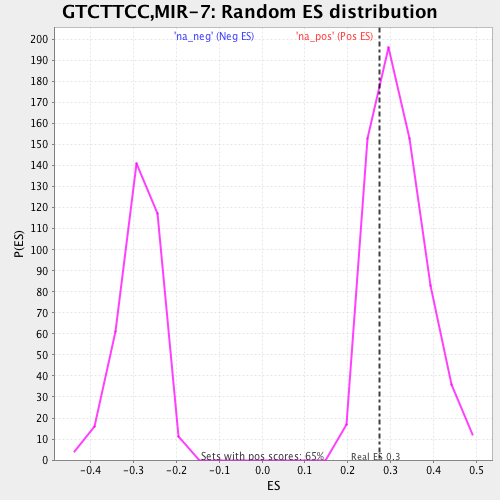 GTCTTCC,MIR-7: Random ES distribution
'na_neg' (Neg ES)
'na_pos' (Pos ES)
200
190
180
170
160
150
140
130
120
110
100
90
80
70
60
50
40
30
20
10
0
P(ES)
Sets with pos scores: 65%
Real ES 0.3
-0.4 -0.3 -0.2 -0.1 0.0 0.1 0.2 0.3 0.4 0.5
ES